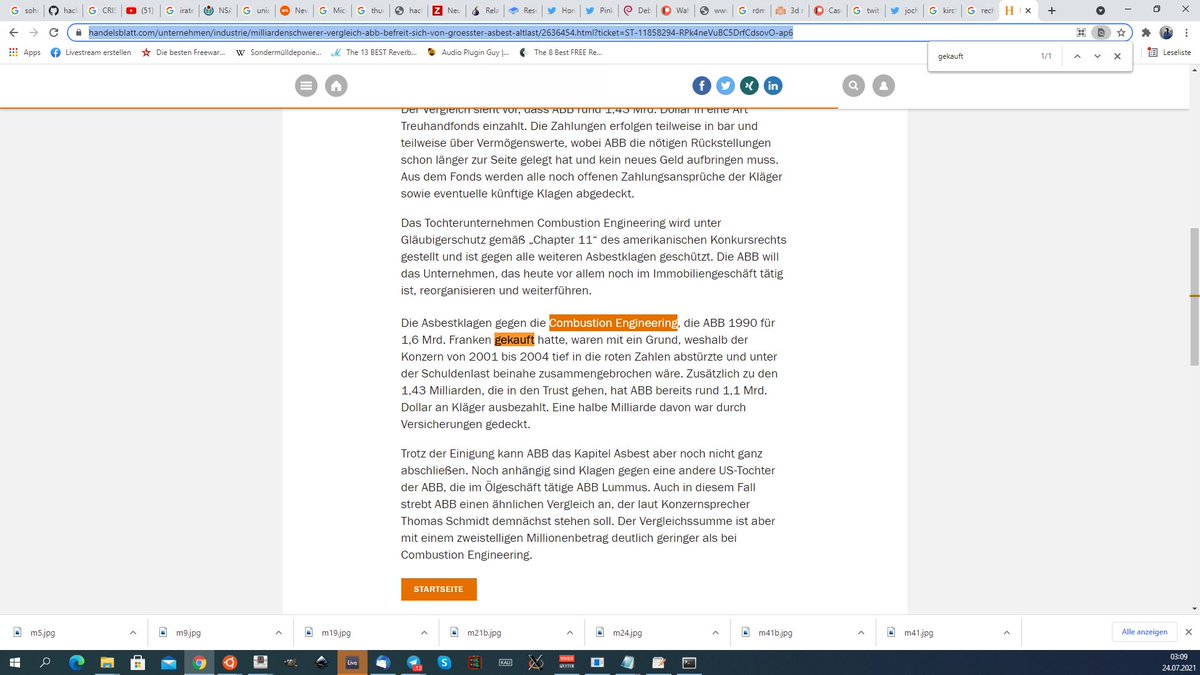 soh
hac
CRIS
(51)
irate
NSA
unic
Nev
Mic
thu
hac
Neu
Rela
Res
Hon
Pink
Deb
Wah
www
röm
3d r
Cas
twit
joch
kirc
rech
handelsblatt.com/unternehmen/industrie/milliardenschwerer-vergleich-abb-befreit-sich-von-groesster-asbest-altlast/2636454.html?ticket=ST-11858294-RPk4neVuBC5DrfCdsovO-ap6
Apps Livestream erstellen Die besten Freewar... Sondermülldeponie... The 13 BEST Reverb... Audio Plugin Guy |... The 8 Best FREE Re... Leseliste
gekauft 1/1
Der Vergleich sieht vor, dass ABB rund 1,43 Mrd. Dollar in eine Art
Treuhandfonds einzahlt. Die Zahlungen erfolgen teilweise in bar und
teilweise über Vermögenswerte, wobei ABB die nötigen Rückstellungen
schon länger zur Seite gelegt hat und kein neues Geld aufbringen muss.
Aus dem Fonds werden alle noch offenen Zahlungsansprüche der Kläger
sowie eventuelle künftige Klagen abgedeckt.
Das Tochterunternehmen Combustion Engineering wird unter
Gläubigerschutz gemäß „Chapter 11“ des amerikanischen Konkursrechts
gestellt und ist gegen alle weiteren Asbestklagen geschützt. Die ABB will
das Unternehmen, das heute vor allem noch im Immobiliengeschäft tätig
ist, reorganisieren und weiterführen.
Die Asbestklagen gegen die Combustion Engineering, die ABB 1990 für
1,6 Mrd. Franken gekauft hatte, waren mit ein Grund, weshalb der
Konzern von 2001 bis 2004 tief in die roten Zahlen abstürzte und unter
der Schuldenlast beinahe zusammengebrochen wäre. Zusätzlich zu den
1,43 Milliarden, die in den Trust gehen, hat ABB bereits rund 1,1 Mrd.
Dollar an Kläger ausbezahlt. Eine halbe Milliarde davon war durch
Versicherungen gedeckt.
Trotz der Einigung kann ABB das Kapitel Asbest aber noch nicht ganz
abschließen. Noch anhängig sind Klagen gegen eine andere US-Tochter
der ABB, die im Ölgeschäft tätige ABB Lummus. Auch in diesem Fall
strebt ABB einen ähnlichen Vergleich an, der laut Konzernsprecher
Thomas Schmidt demnächst stehen soll. Der Vergleichssumme ist aber
mit einem zweistelligen Millionenbetrag deutlich geringer als bei
Combustion Engineering.
STARTSEITE
m5.jpg m9.jpg m19.jpg m21b.jpg m24.jpg m41b.jpg m41.jpg Alle anzeigen
Live
KALI
03:09
24.07.2021